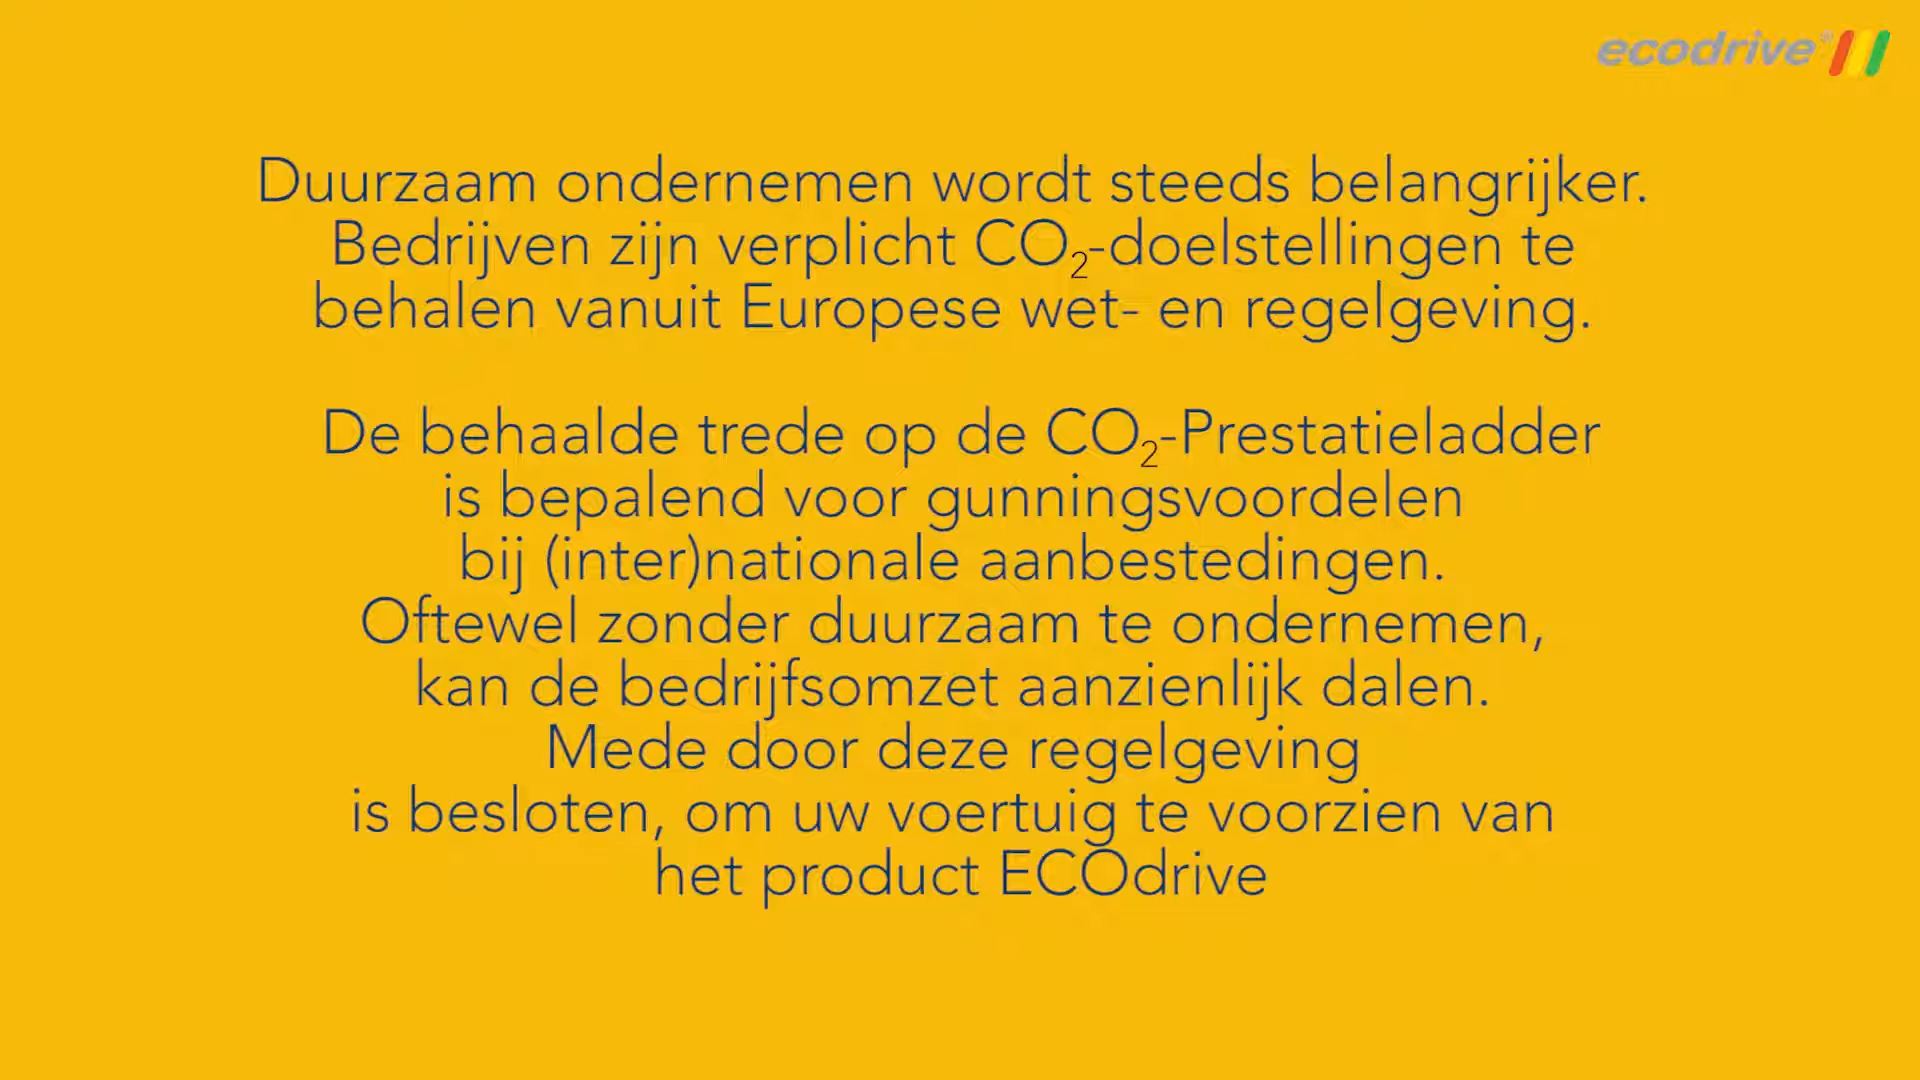 ecodrive®
Duurzaam ondernemen wordt steeds belangrijker.
Bedrijven zijn verplicht CO₂-doelstellingen te
behalen vanuit Europese wet- en regelgeving.
De behaalde trede op de CO₂-Prestatieladder
is bepalend voor gunningsvoordelen
bij (inter)nationale aanbestedingen.
Oftewel zonder duurzaam te ondernemen,
kan de bedrijfsomzet aanzienlijk dalen.
Mede door deze regelgeving
is besloten, om uw voertuig te voorzien van
het product ECOdrive